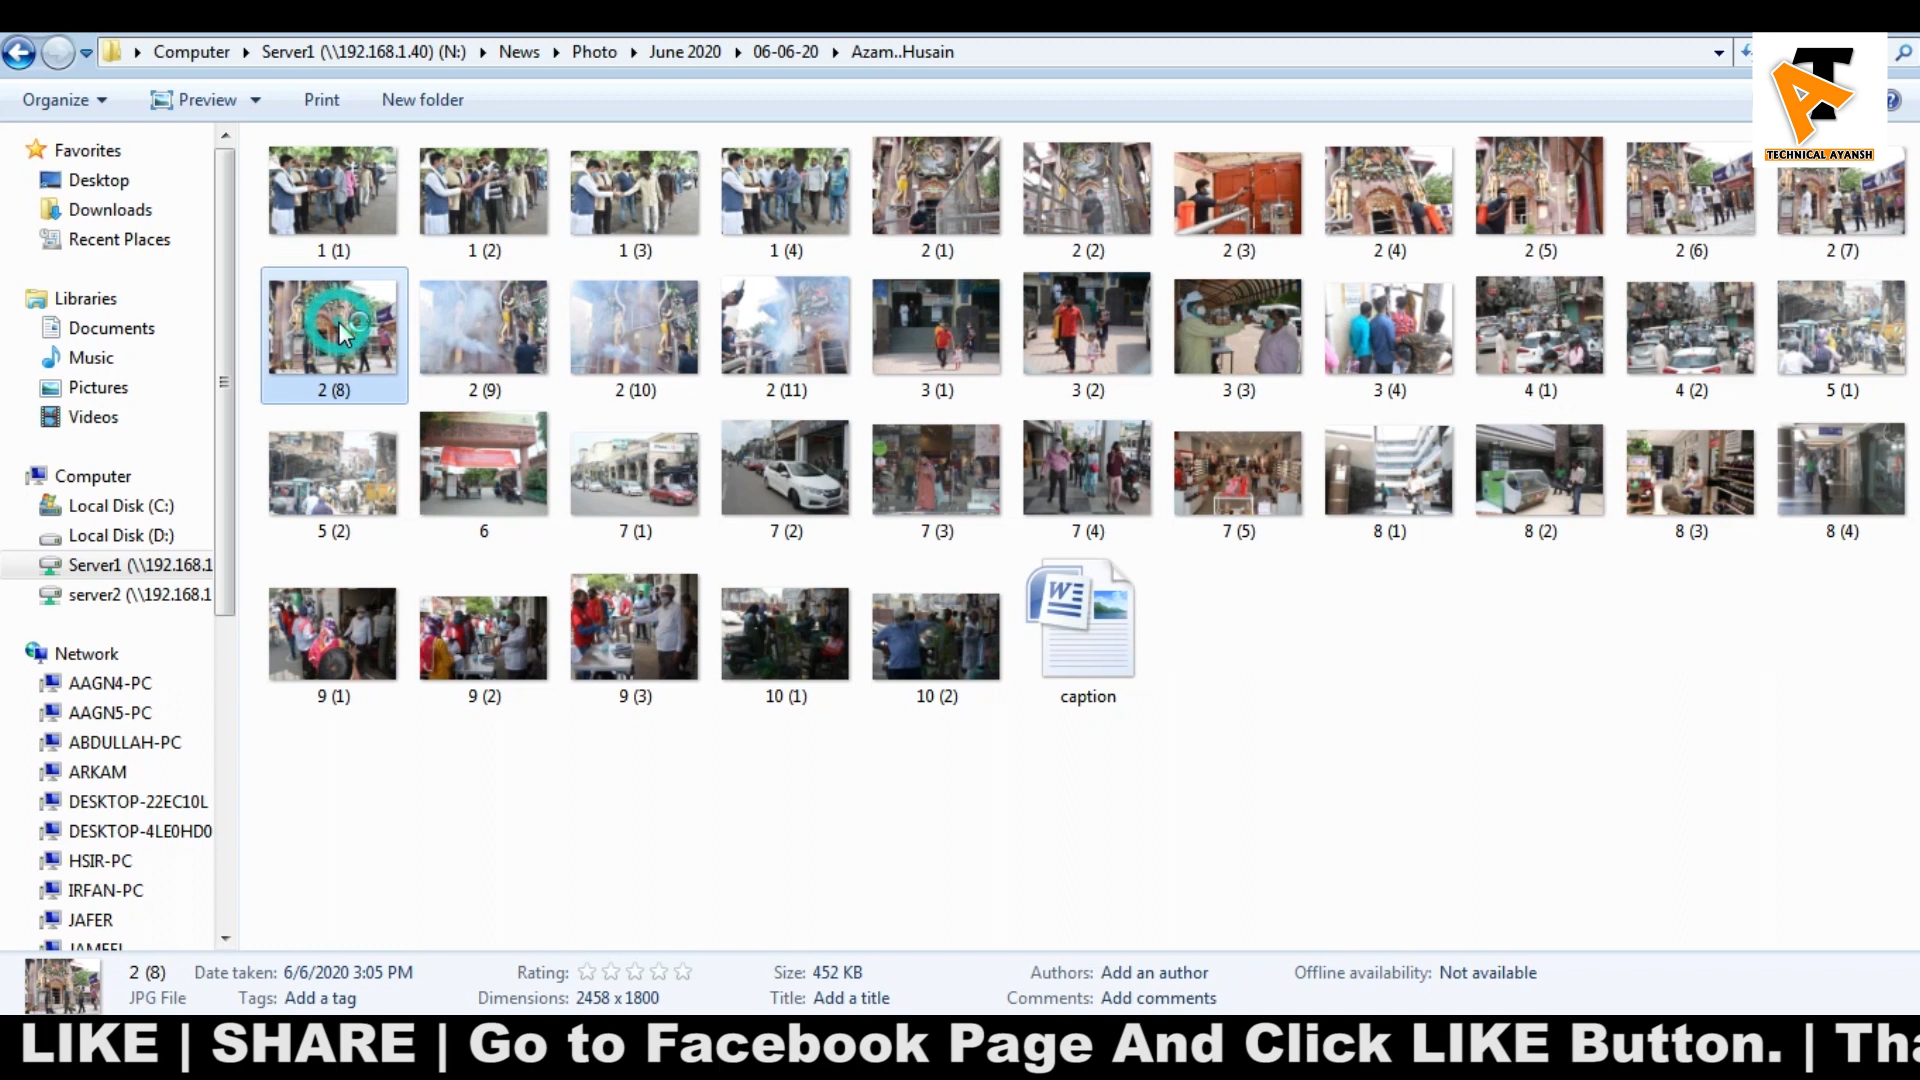 Computer ▸ Server1 (\\192.168.1.40) (N:) ▸ News ▸ Photo ▸ June 2020 ▸ 06-06-20 ▸ Azam..Husain
Organize Preview Print New folder
TECHNICAL AYANSH
Favorites
Desktop
Downloads
Recent Places
Libraries
Documents
Music
Pictures
Videos
Computer
Local Disk (C:)
Local Disk (D:)
Server1 (\\192.168.1
server2 (\\192.168.1
Network
AAGN4-PC
AAGN5-PC
ABDULLAH-PC
ARKAM
DESKTOP-22EC10L
DESKTOP-4LE0HD0
HSIR-PC
IRFAN-PC
JAFER
JAMEEL
1 (1) 1 (2) 1 (3) 1 (4) 2 (1) 2 (2) 2 (3) 2 (4) 2 (5) 2 (6) 2 (7)
2 (8) 2 (9) 2 (10) 2 (11) 3 (1) 3 (2) 3 (3) 3 (4) 4 (1) 4 (2) 5 (1)
5 (2) 6 7 (1) 7 (2) 7 (3) 7 (4) 7 (5) 8 (1) 8 (2) 8 (3) 8 (4)
9 (1) 9 (2) 9 (3) 10 (1) 10 (2) caption
2 (8) Date taken: 6/6/2020 3:05 PM Rating: Size: 452 KB Authors: Add an author Offline availability: Not available
JPG File Tags: Add a tag Dimensions: 2458 x 1800 Title: Add a title Comments: Add comments
LIKE | SHARE | Go to Facebook Page And Click LIKE Button. | Tha